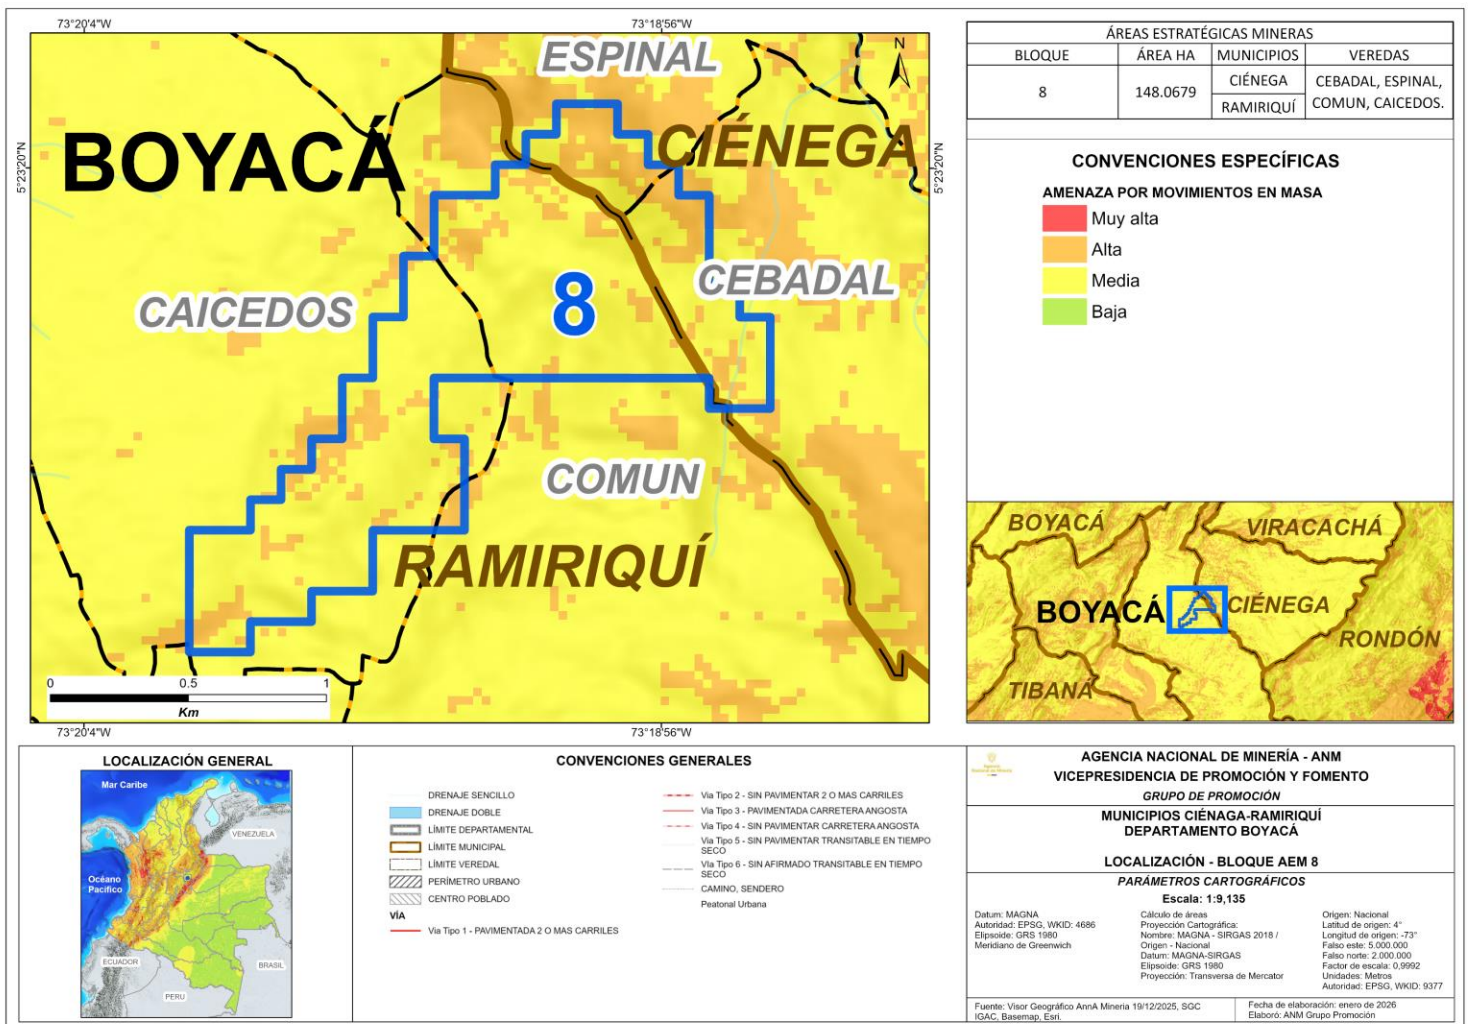 73°20'4"W
73°18'56"W
5°23'20"N
5°23'20"N
N
ESPINAL
BOYACÁ
CIÉNEGA
CEBADAL
CAICEDOS
8
COMUN
RAMIRIQUÍ
0 0.5 1
Km
73°20'4"W
73°18'56"W
ÁREAS ESTRATÉGICAS MINERAS
BLOQUE ÁREA HA MUNICIPIOS VEREDAS
8 148.0679 CIÉNEGA CEBADAL, ESPINAL,
RAMIRIQUÍ COMUN, CAICEDOS.
CONVENCIONES ESPECÍFICAS
AMENAZA POR MOVIMIENTOS EN MASA
Muy alta
Alta
Media
Baja
BOYACÁ
VIRACACHÁ
BOYACÁ
CIÉNEGA
RONDÓN
TIBANÁ
LOCALIZACIÓN GENERAL
Mar Caribe
VENEZUELA
Océano
Pacífico
ECUADOR
BRASIL
PERU
CONVENCIONES GENERALES
DRENAJE SENCILLO
DRENAJE DOBLE
LÍMITE DEPARTAMENTAL
LÍMITE MUNICIPAL
LÍMITE VEREDAL
PERÍMETRO URBANO
CENTRO POBLADO
VÍA
Via Tipo 1 - PAVIMENTADA 2 O MAS CARRILES
Via Tipo 2 - SIN PAVIMENTAR 2 O MAS CARRILES
Via Tipo 3 - PAVIMENTADA CARRETERA ANGOSTA
Via Tipo 4 - SIN PAVIMENTAR CARRETERA ANGOSTA
Via Tipo 5 - SIN PAVIMENTAR TRANSITABLE EN TIEMPO
SECO
Vía Tipo 6 - SIN AFIRMADO TRANSITABLE EN TIEMPO
SECO
CAMINO, SENDERO
Peatonal Urbana
AGENCIA NACIONAL DE MINERÍA - ANM
VICEPRESIDENCIA DE PROMOCIÓN Y FOMENTO
GRUPO DE PROMOCIÓN
MUNICIPIOS CIÉNAGA-RAMIRIQUÍ
DEPARTAMENTO BOYACÁ
LOCALIZACIÓN - BLOQUE AEM 8
PARÁMETROS CARTOGRÁFICOS
Escala: 1:9,135
Datum: MAGNA
Autoridad: EPSG, WKID: 4686
Elipsoide: GRS 1980
Meridiano de Greenwich
Cálculo de áreas
Proyección Cartográfica:
Nombre: MAGNA - SIRGAS 2018 /
Origen - Nacional
Datum: MAGNA-SIRGAS
Elipsoide: GRS 1980
Proyección: Transversa de Mercator
Origen: Nacional
Latitud de origen: 4°
Longitud de origen: -73°
Falso este: 5.000.000
Falso norte: 2.000.000
Factor de escala: 0,9992
Unidades: Metros
Autoridad: EPSG, WKID: 9377
Fuente: Visor Geográfico AnnA Mineria 19/12/2025, SGC
IGAC, Basemap, Esri.
Fecha de elaboración: enero de 2026
Elaboró: ANM Grupo Promoción